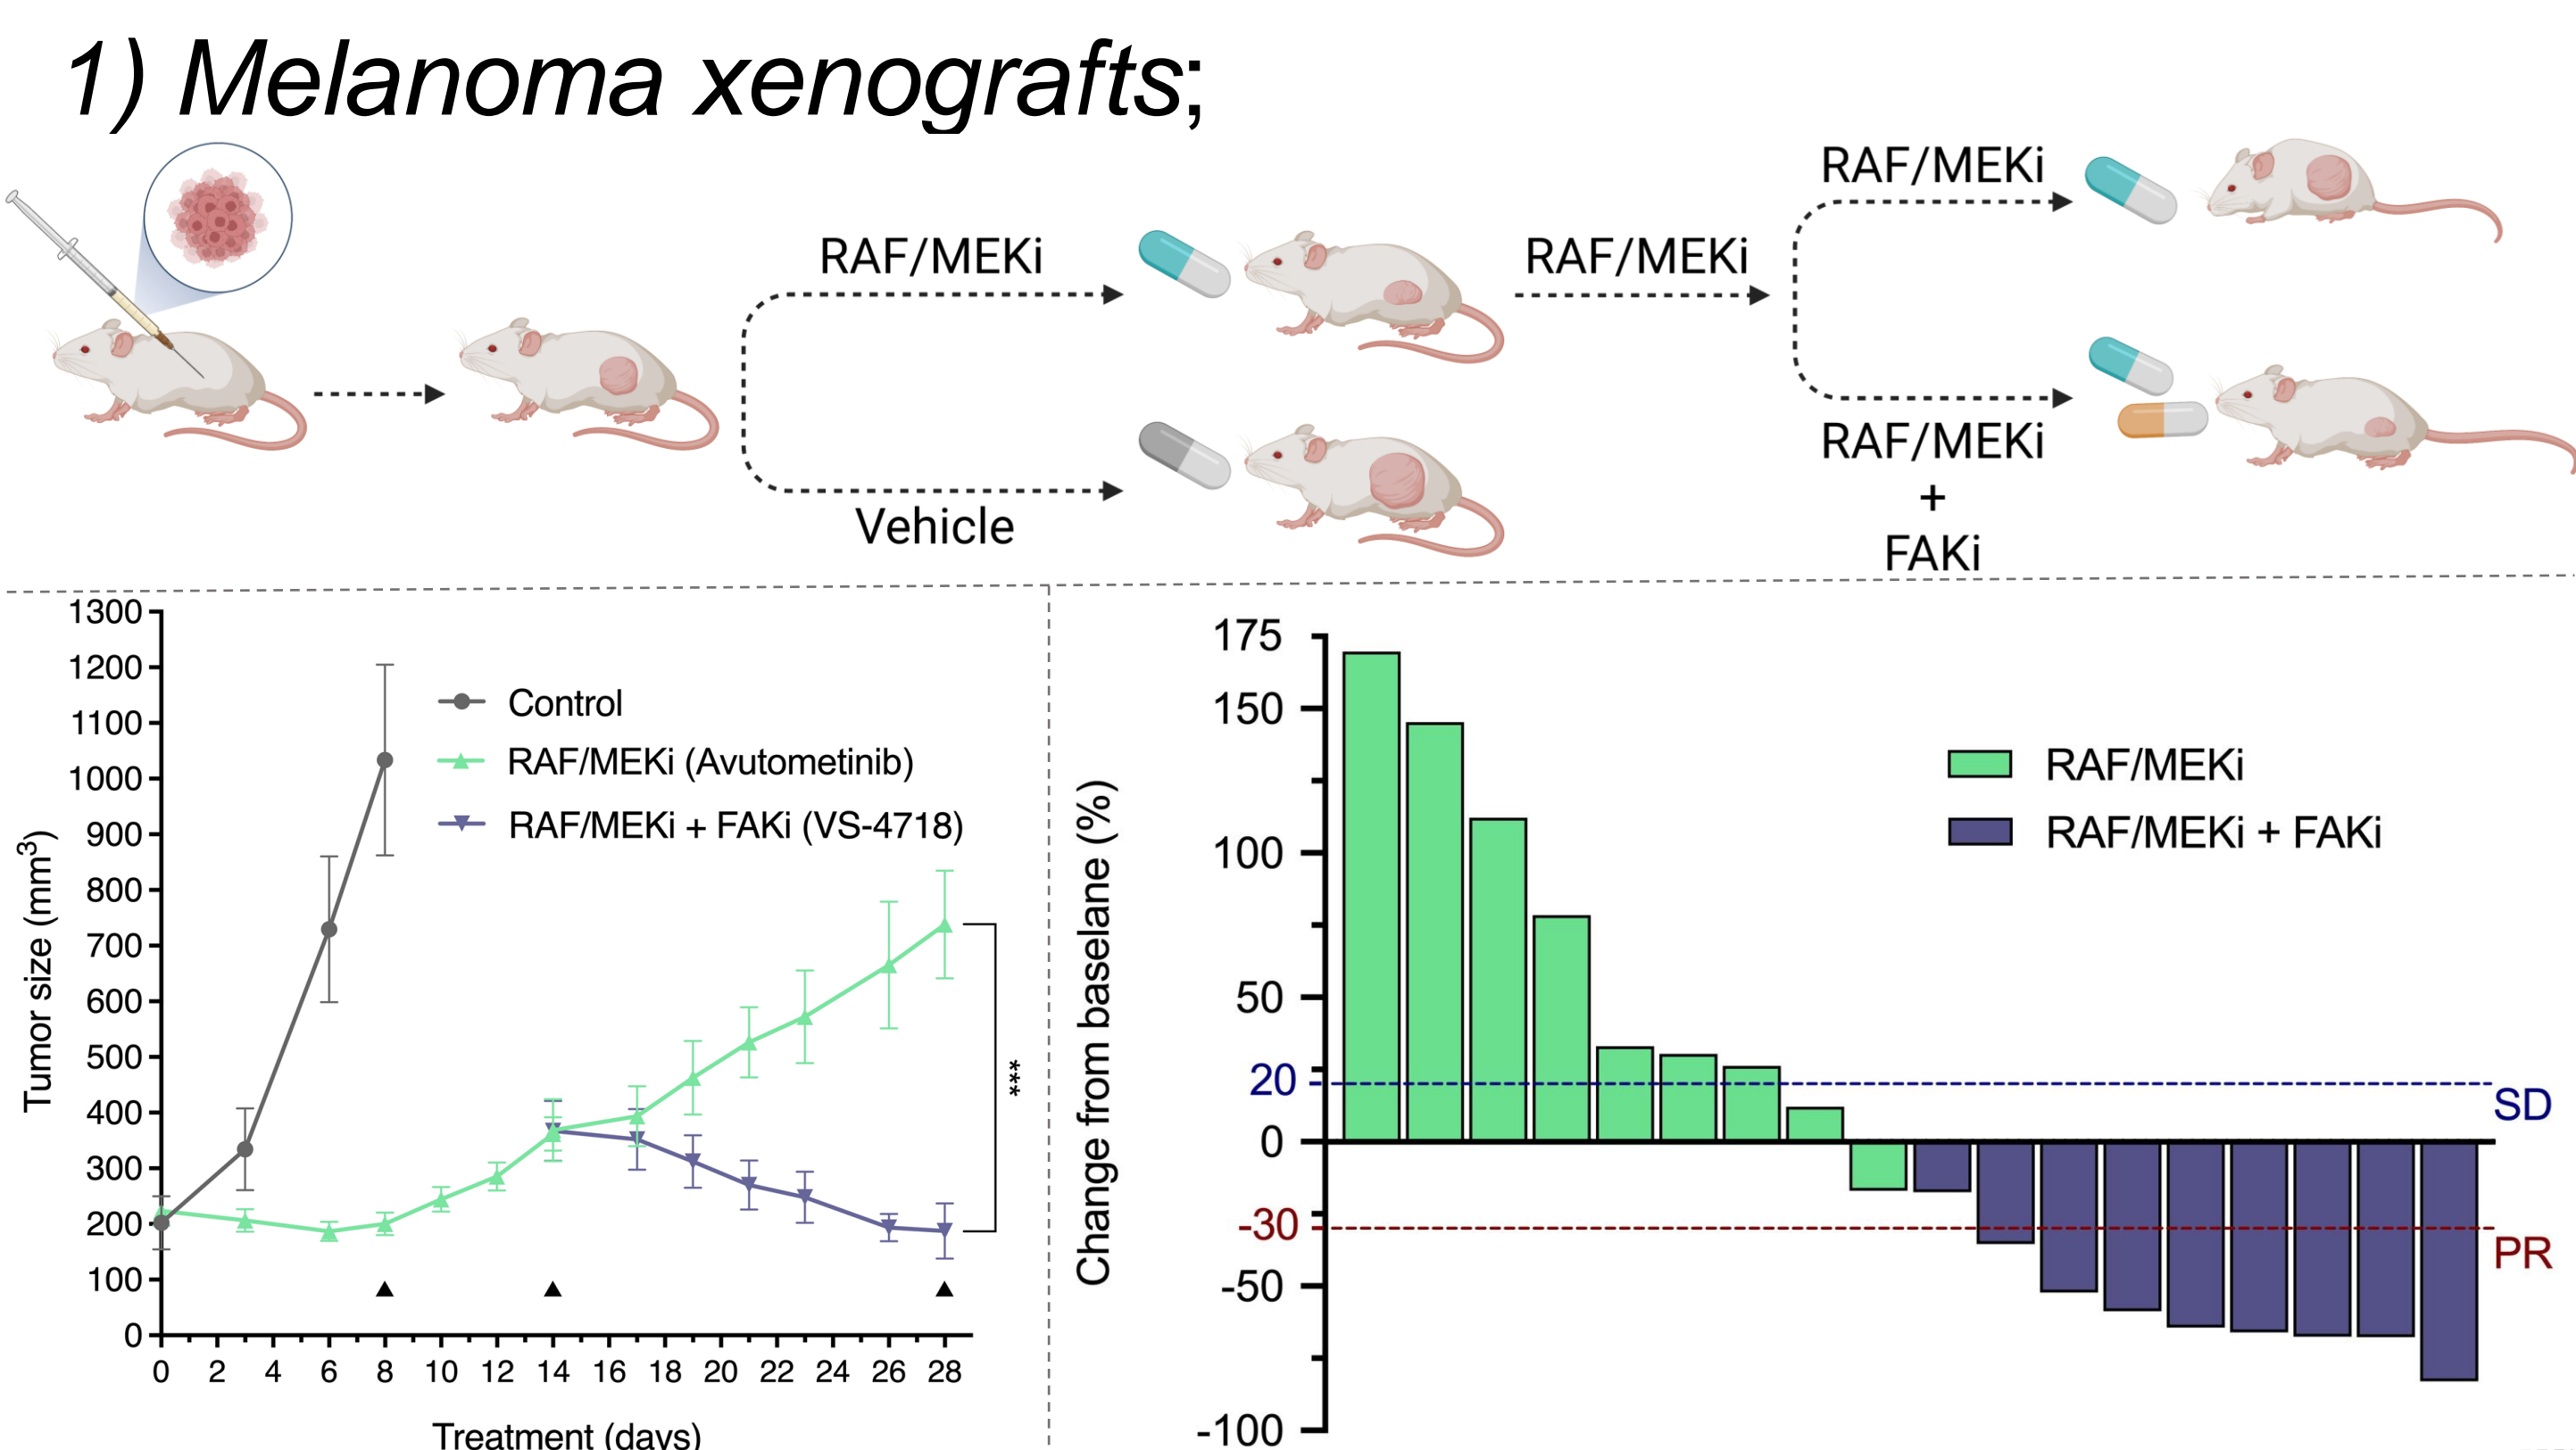 1) Melanoma xenografts;
RAF/MEKi
RAF/MEKi
RAF/MEKi
Vehicle
RAF/MEKi
+
FAKi
1300
1200
1100
1000
900
800
700
600
500
400
300
200
100
0
Tumor size (mm³)
Control
RAF/MEKi (Avutometinib)
RAF/MEKi + FAKi (VS-4718)
***
0 2 4 6 8 10 12 14 16 18 20 22 24 26 28
Treatment (days)
175
150
100
50
20
0
-30
-50
-100
Change from baselane (%)
RAF/MEKi
RAF/MEKi + FAKi
SD
PR